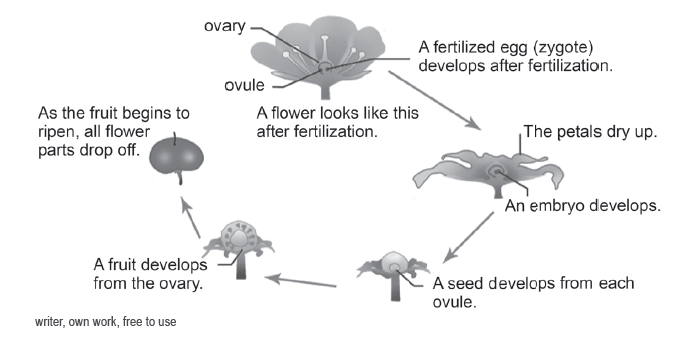 ovary
A fertilized egg (zygote)
develops after fertilization.
ovule
A flower looks like this
after fertilization.
As the fruit begins to
ripen, all flower
parts drop off.
The petals dry up.
An embryo develops.
A fruit develops
from the ovary.
A seed develops from each
ovule.
writer, own work, free to use